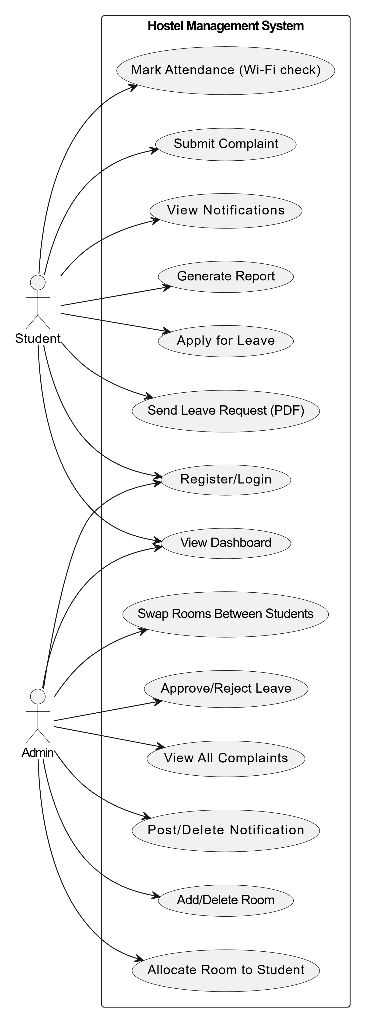 Hostel Management System
Mark Attendance (Wi-Fi check)
Submit Complaint
View Notifications
Generate Report
Student
Apply for Leave
Send Leave Request (PDF)
Register/Login
View Dashboard
Swap Rooms Between Students
Approve/Reject Leave
Admin
View All Complaints
Post/Delete Notification
Add/Delete Room
Allocate Room to Student